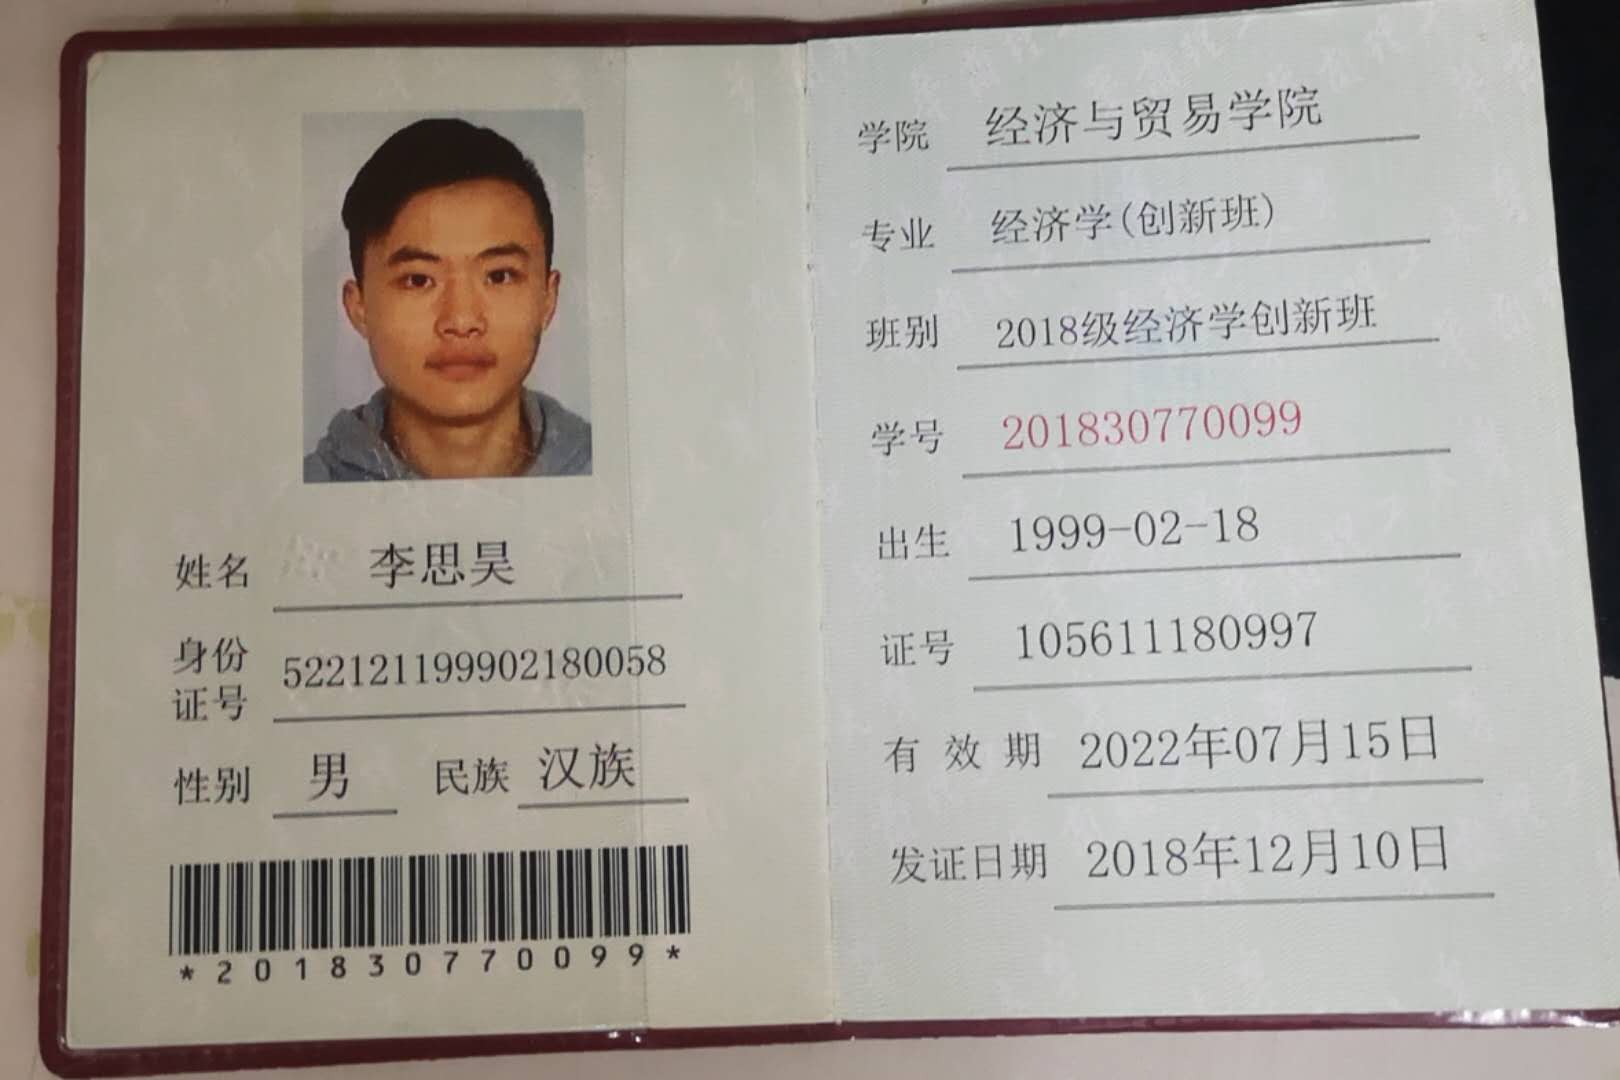 姓名 李思昊
身份证号 522121199902180058
性别 男 民族 汉族
*201830770099*
学院 经济与贸易学院
专业 经济学(创新班)
班别 2018级经济学创新班
学号 201830770099
出生 1999-02-18
证号 105611180997
有效期 2022年07月15日
发证日期 2018年12月10日